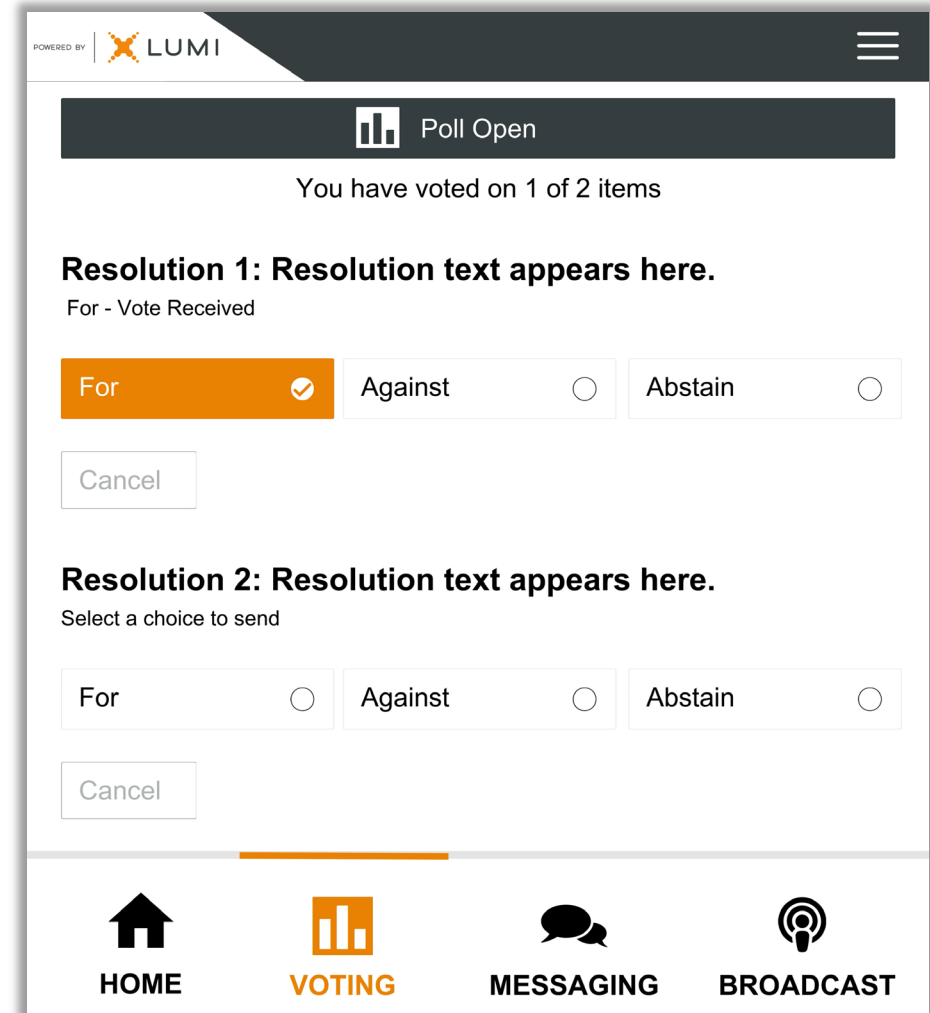 POWERED BY LUMI
Poll Open
You have voted on 1 of 2 items
Resolution 1: Resolution text appears here.
For - Vote Received
For Against Abstain
Cancel
Resolution 2: Resolution text appears here.
Select a choice to send
For Against Abstain
Cancel
HOME VOTING MESSAGING BROADCAST